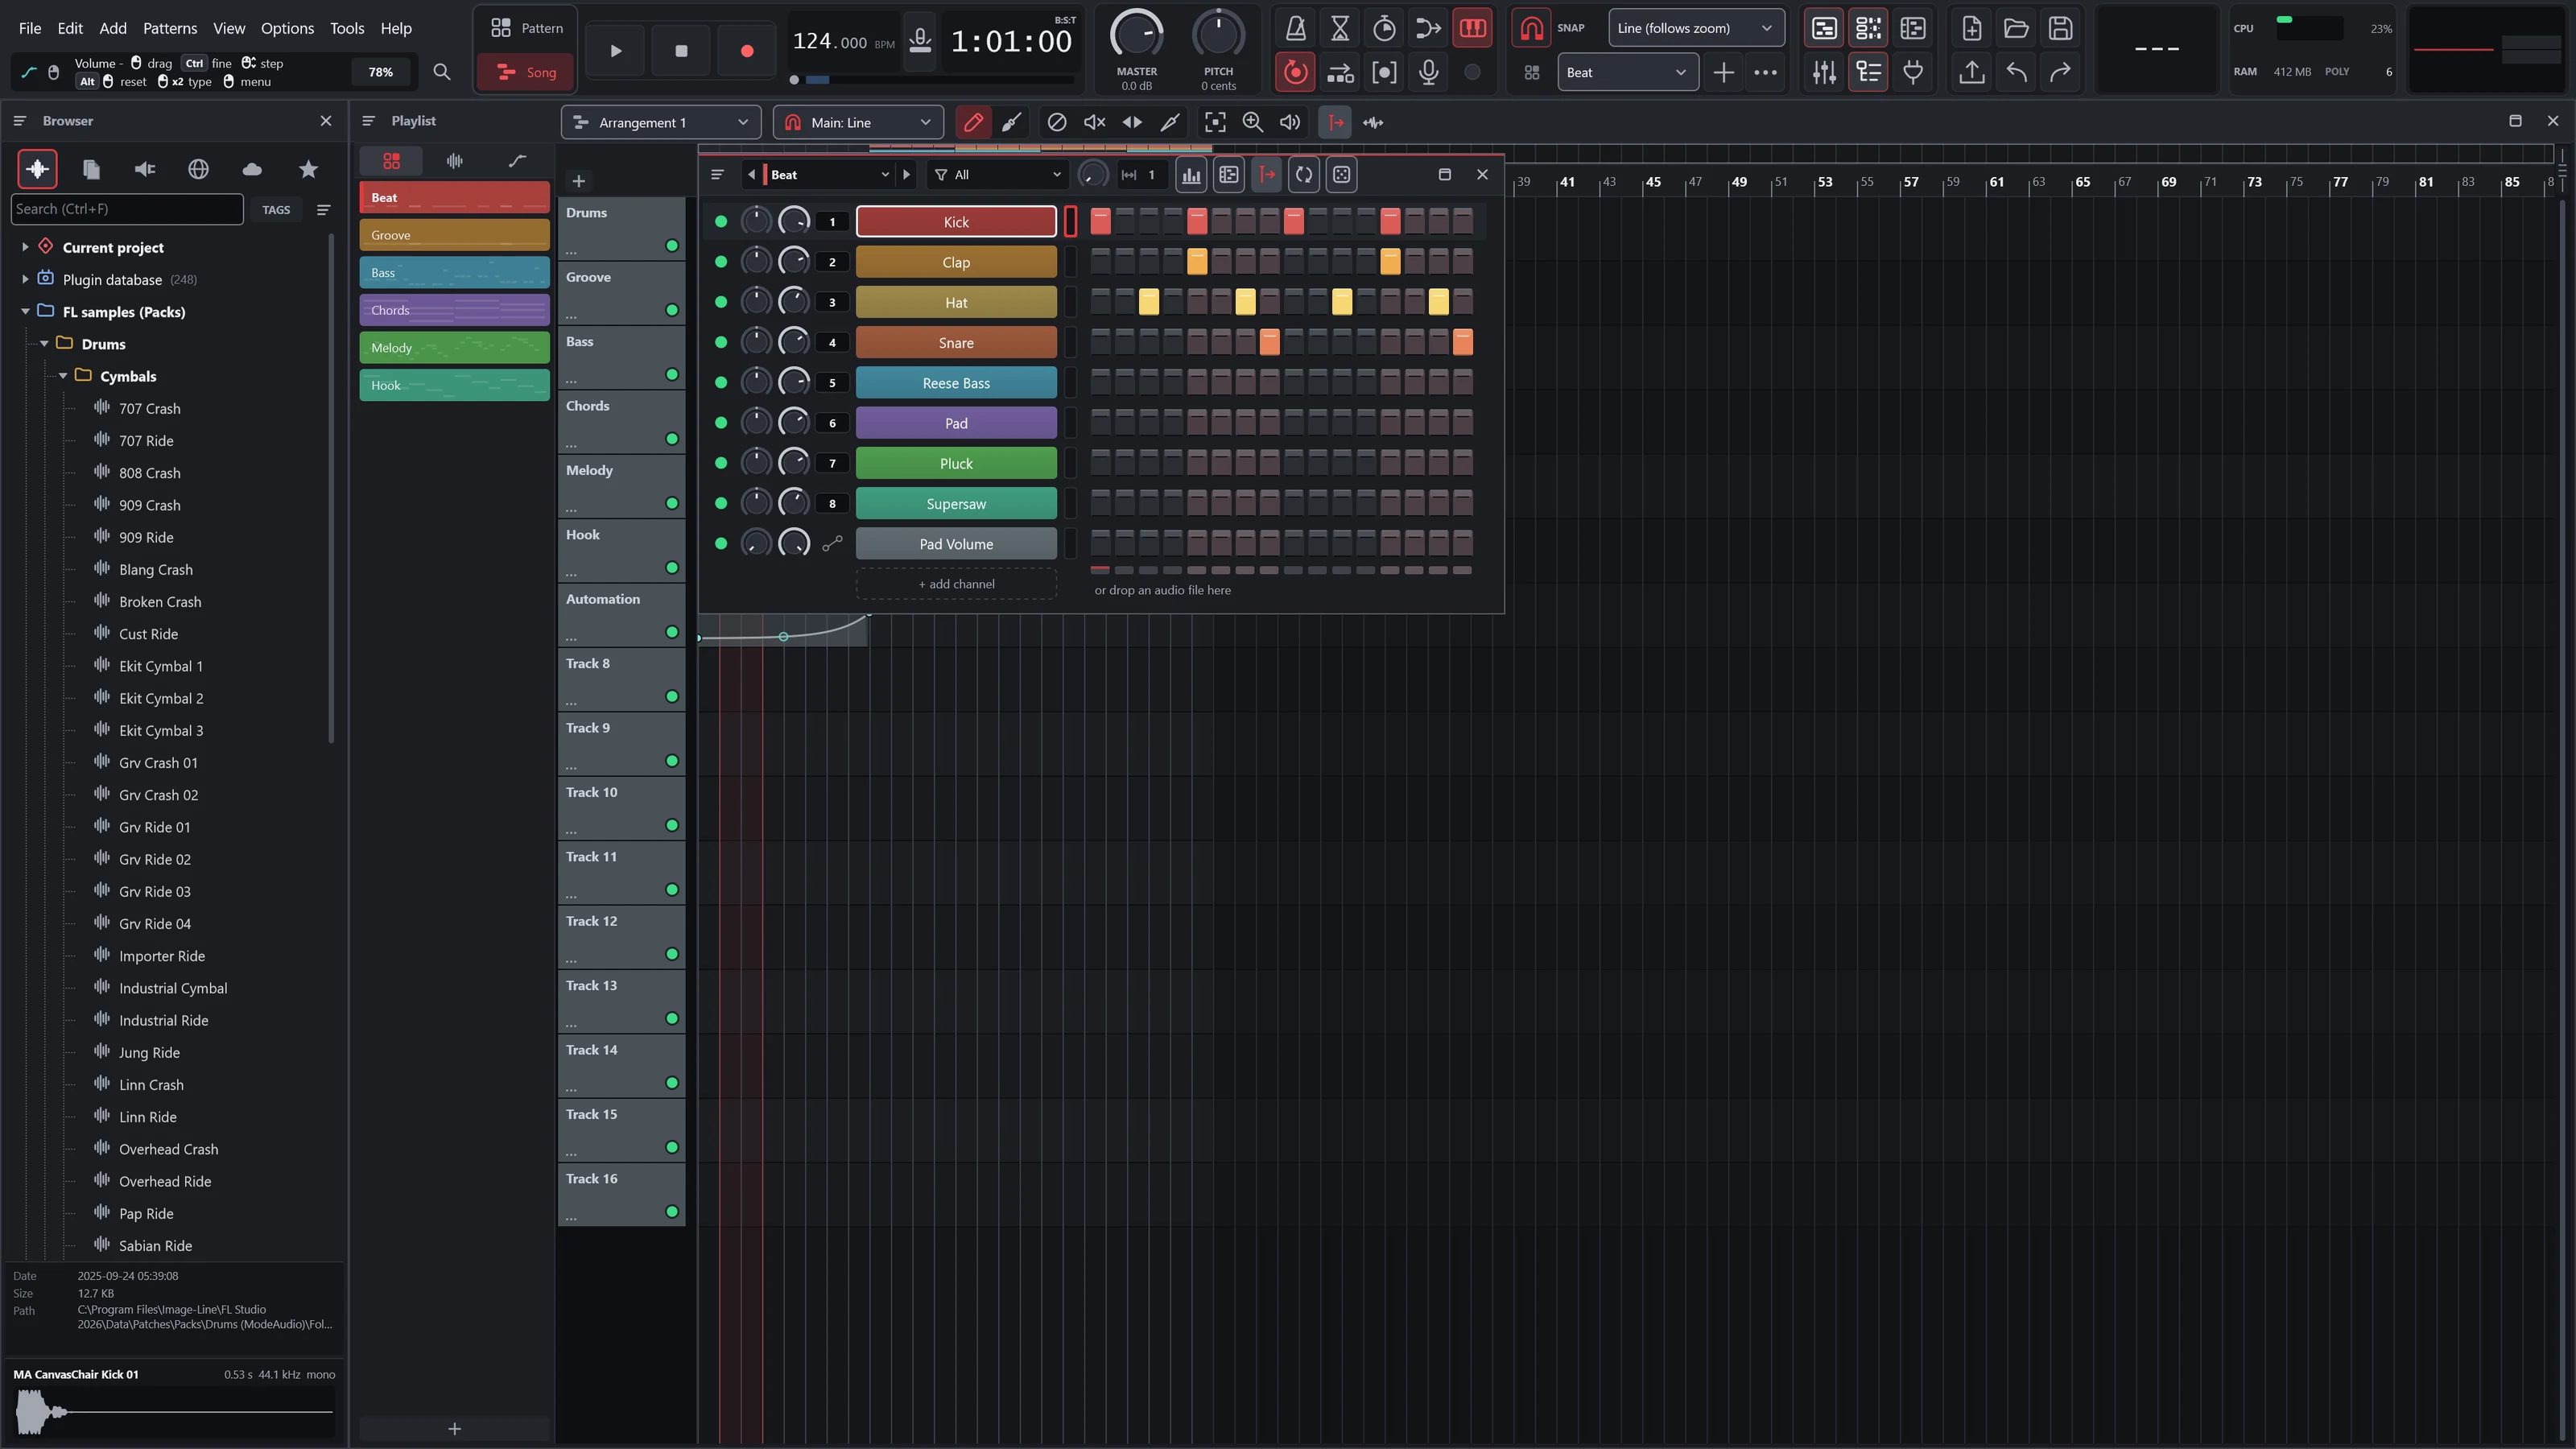 File Edit Add Patterns View Options Tools Help
Volume - drag Ctrl fine step
Alt reset x2 type menu
78%
Pattern
Song
124.000 BPM
B:S:T
1:01:00
MASTER
0.0 dB
PITCH
0 cents
SNAP
Line (follows zoom)
Beat
CPU 23%
RAM 412 MB POLY 6
Browser
Search (Ctrl+F)
TAGS
Current project
Plugin database (248)
FL samples (Packs)
Drums
Cymbals
707 Crash
707 Ride
808 Crash
909 Crash
909 Ride
Blang Crash
Broken Crash
Cust Ride
Ekit Cymbal 1
Ekit Cymbal 2
Ekit Cymbal 3
Grv Crash 01
Grv Crash 02
Grv Ride 01
Grv Ride 02
Grv Ride 03
Grv Ride 04
Importer Ride
Industrial Cymbal
Industrial Ride
Jung Ride
Linn Crash
Linn Ride
Overhead Crash
Overhead Ride
Pap Ride
Sabian Ride
Date 2025-09-24 05:39:08
Size 12.7 KB
Path C:\Program Files\Image-Line\FL Studio
2026\Data\Patches\Packs\Drums (ModeAudio)\Fol...
MA CanvasChair Kick 01 0.53 s 44.1 kHz mono
Playlist
Arrangement 1
Main: Line
Beat
Groove
Bass
Chords
Melody
Hook
Drums
...
Groove
...
Bass
...
Chords
...
Melody
...
Hook
...
Automation
...
Track 8
...
Track 9
...
Track 10
...
Track 11
...
Track 12
...
Track 13
...
Track 14
...
Track 15
...
Track 16
...
39 41 43 45 47 49 51 53 55 57 59 61 63 65 67 69 71 73 75 77 79 81 83 85 8
Beat
All
1
1 Kick
2 Clap
3 Hat
4 Snare
5 Reese Bass
6 Pad
7 Pluck
8 Supersaw
Pad Volume
+ add channel
or drop an audio file here